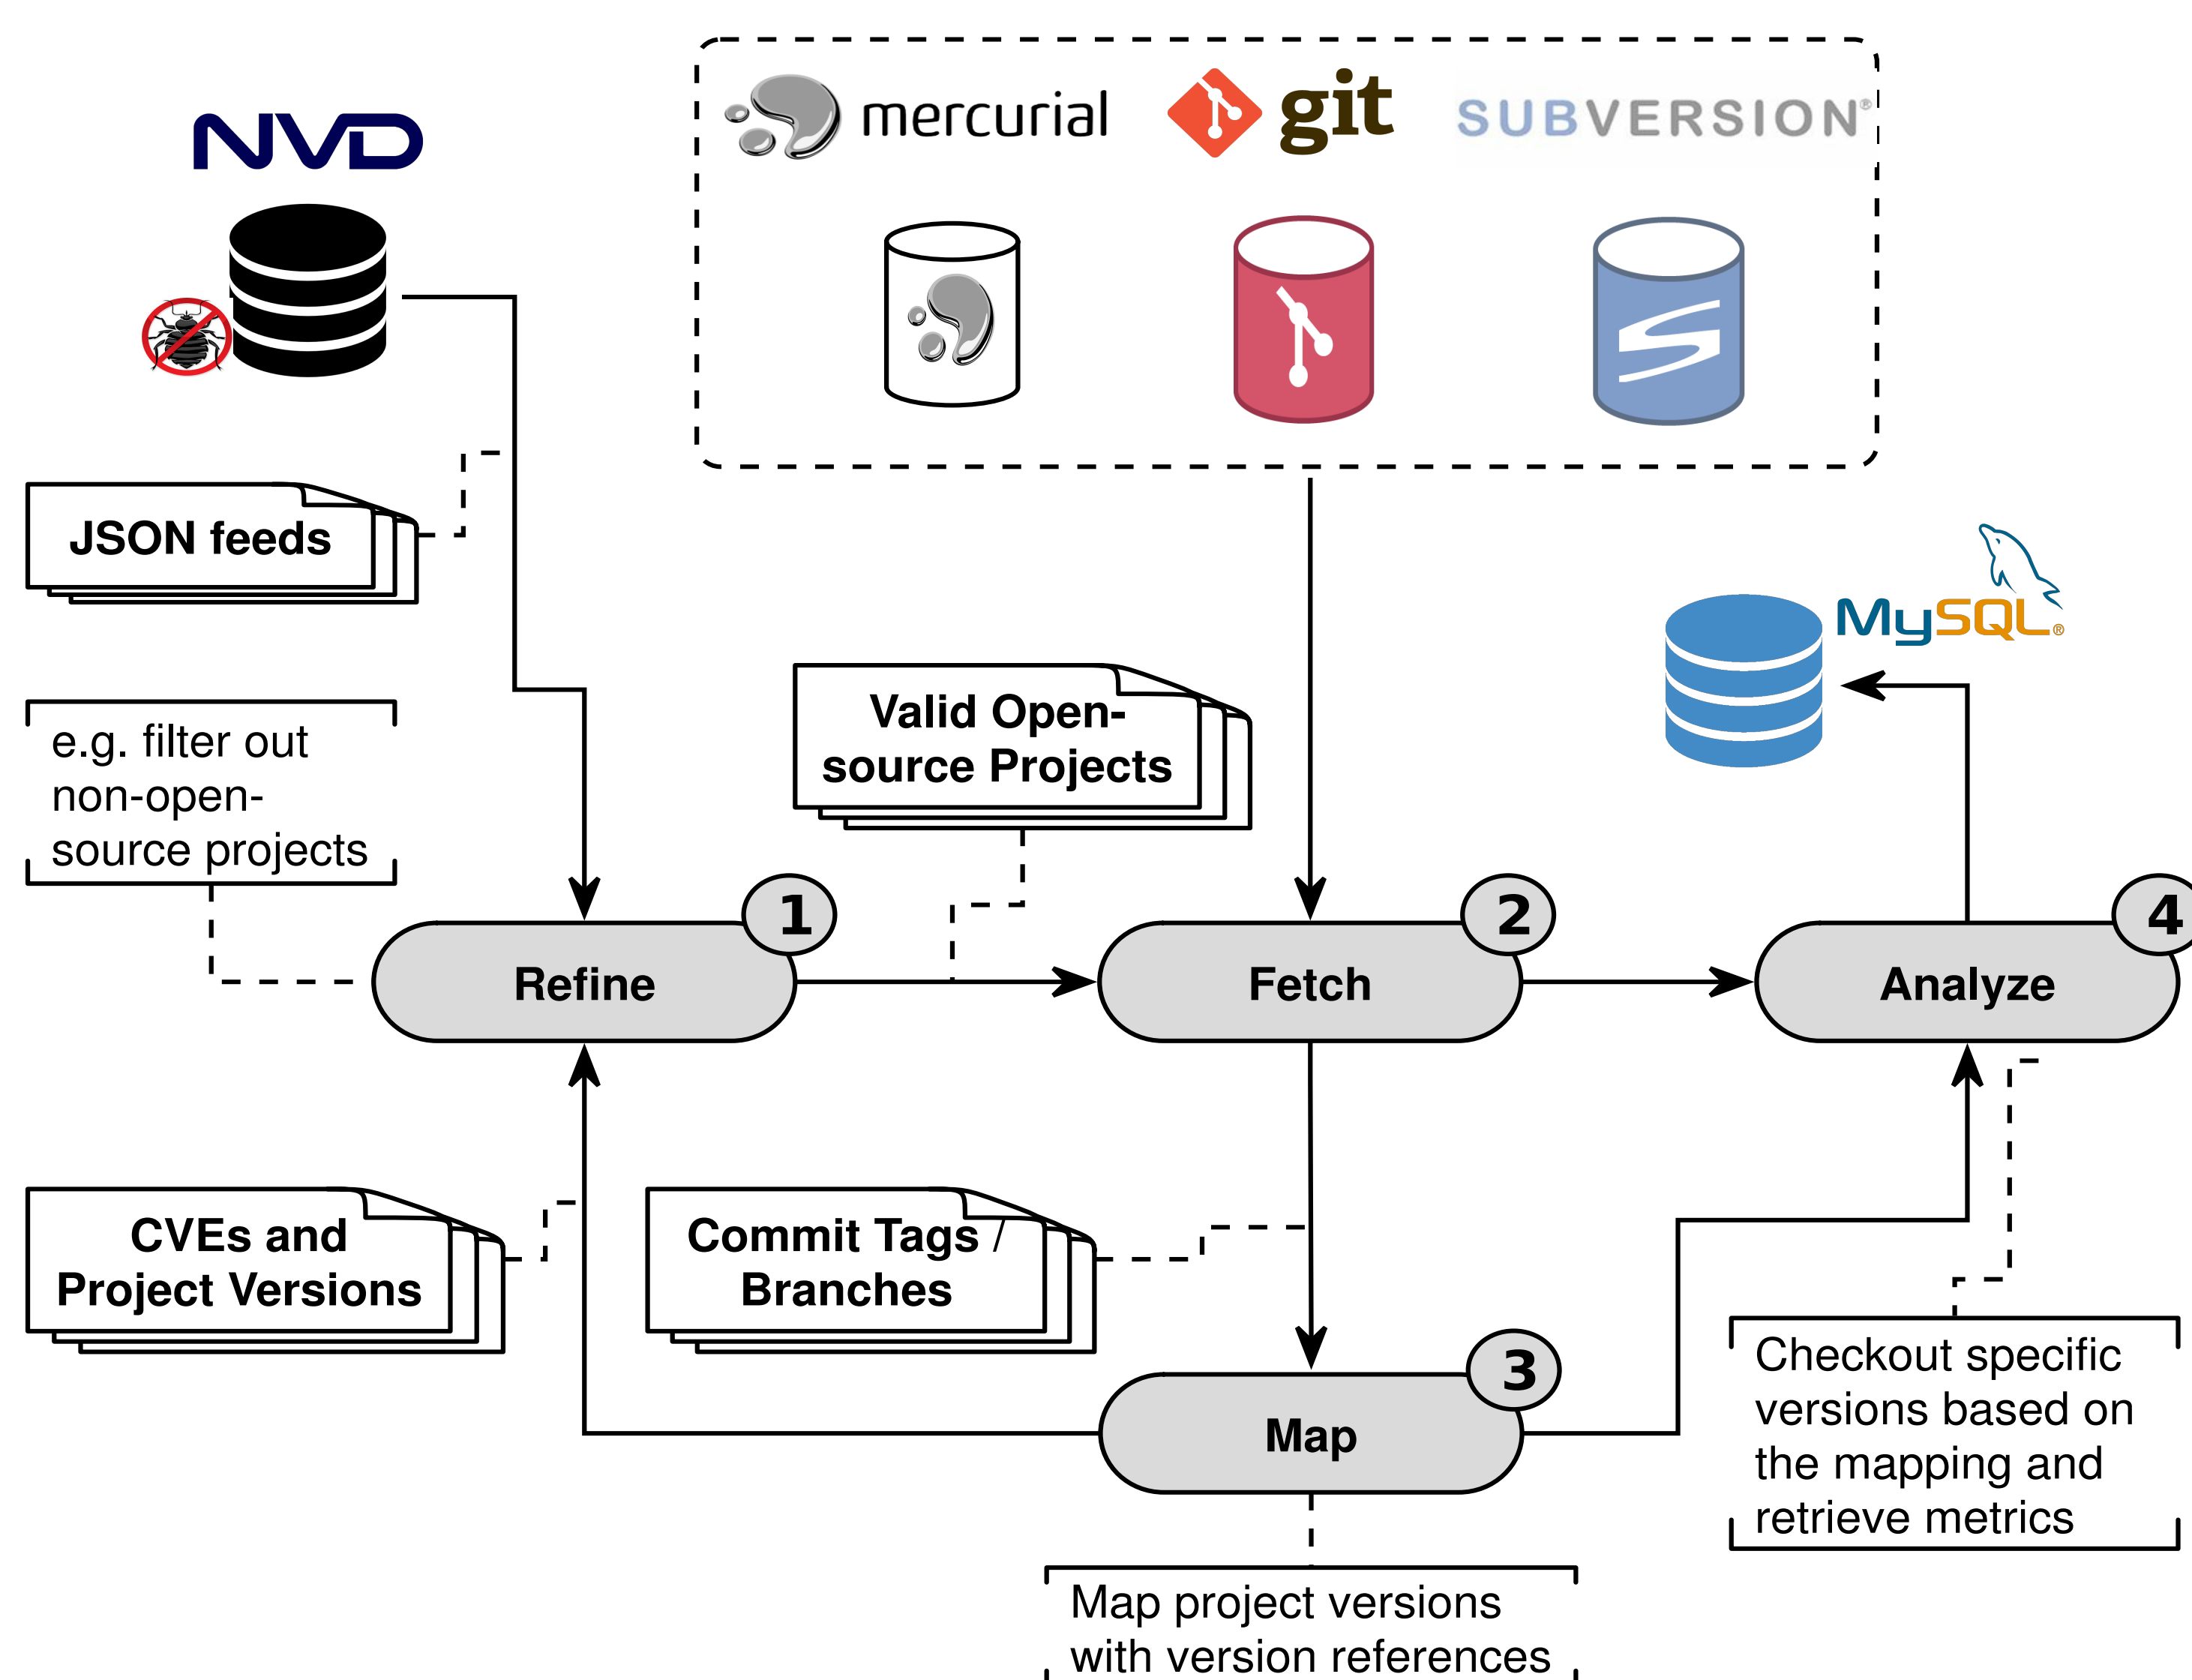 NVD
mercurial
git
SUBVERSION®
JSON feeds
MySQL®
Valid Open-
source Projects
e.g. filter out
non-open-
source projects
1
2
4
Refine
Fetch
Analyze
CVEs and
Project Versions
Commit Tags /
Branches
3
Map
Checkout specific
versions based on
the mapping and
retrieve metrics
Map project versions
with version references